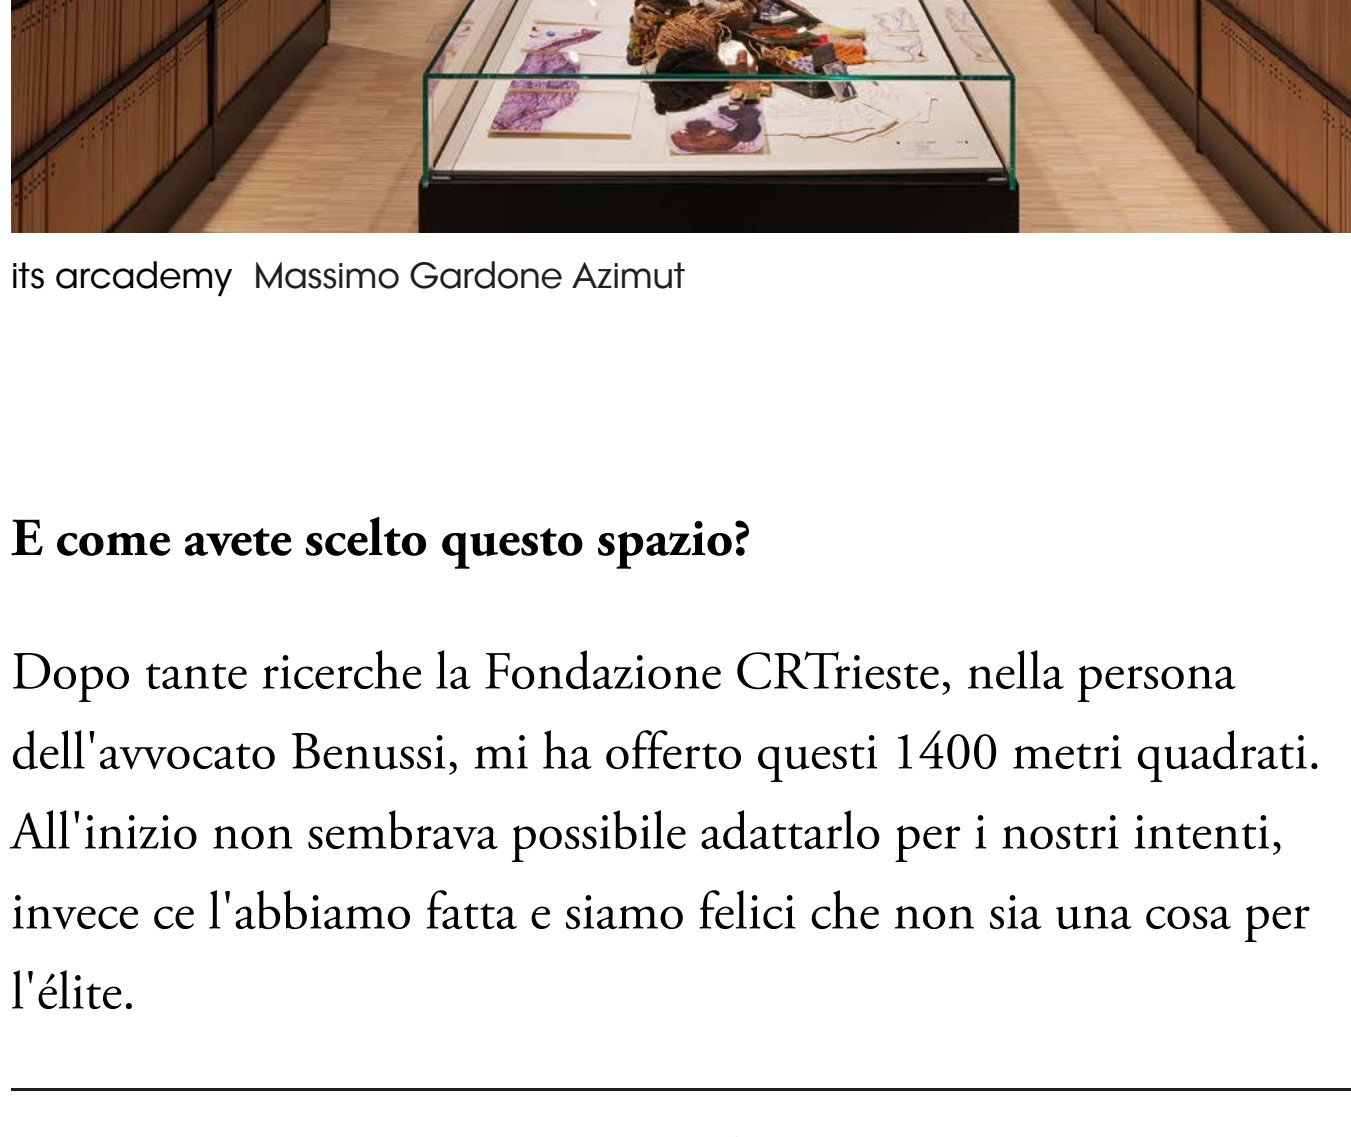 its arcademy Massimo Gardone Azimut
E come avete scelto questo spazio?
Dopo tante ricerche la Fondazione CRTrieste, nella persona
dell'avvocato Benussi, mi ha offerto questi 1400 metri quadrati.
All'inizio non sembrava possibile adattarlo per i nostri intenti,
invece ce l'abbiamo fatta e siamo felici che non sia una cosa per
l'élite.